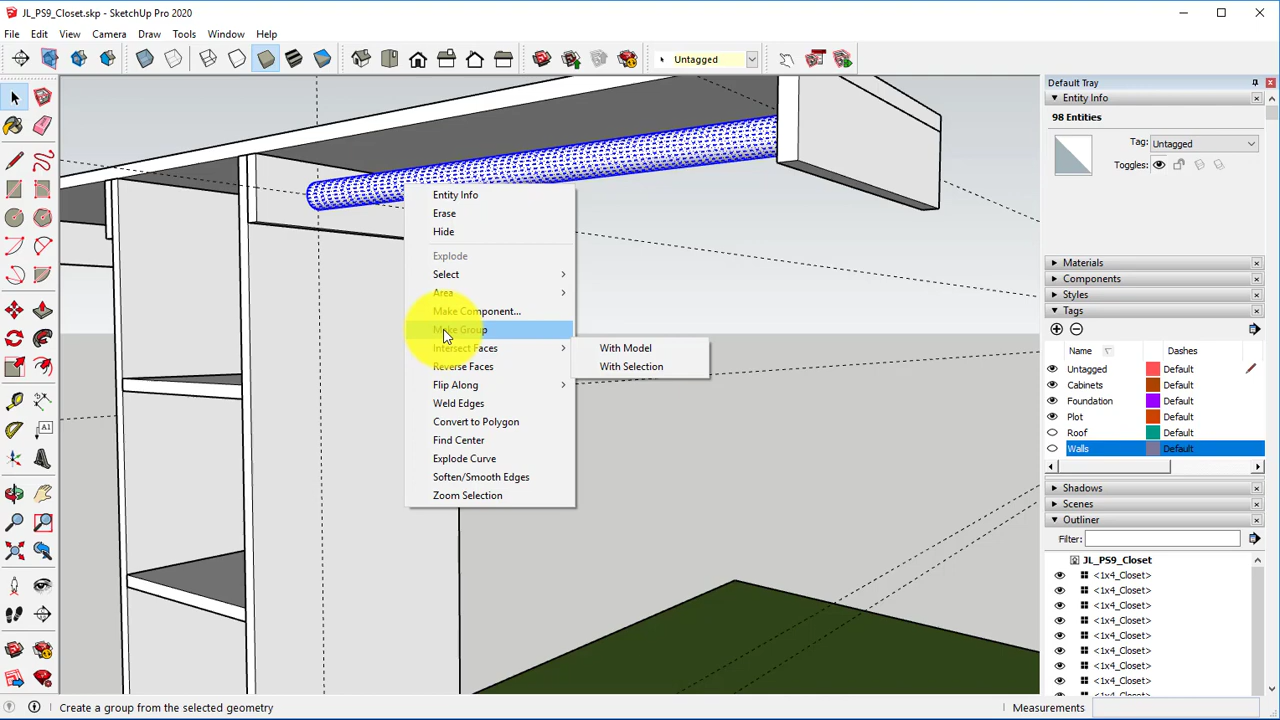 JL_PS9_Closet.skp - SketchUp Pro 2020
File Edit View Camera Draw Tools Window Help
Untagged
Default Tray
Entity Info
98 Entities
Tag: Untagged
Toggles:
Entity Info
Erase
Hide
Explode
Select
Area
Make Component...
Make Group
Intersect Faces
With Model
With Selection
Reverse Faces
Flip Along
Weld Edges
Convert to Polygon
Find Center
Explode Curve
Soften/Smooth Edges
Zoom Selection
Materials
Components
Styles
Tags
Name Dashes
Untagged Default
Cabinets Default
Foundation Default
Plot Default
Roof Default
Walls Default
Shadows
Scenes
Outliner
Filter:
JL_PS9_Closet
<1x4_Closet>
<1x4_Closet>
<1x4_Closet>
<1x4_Closet>
<1x4_Closet>
<1x4_Closet>
<1x4_Closet>
<1x4_Closet>
A1
Create a group from the selected geometry
Measurements